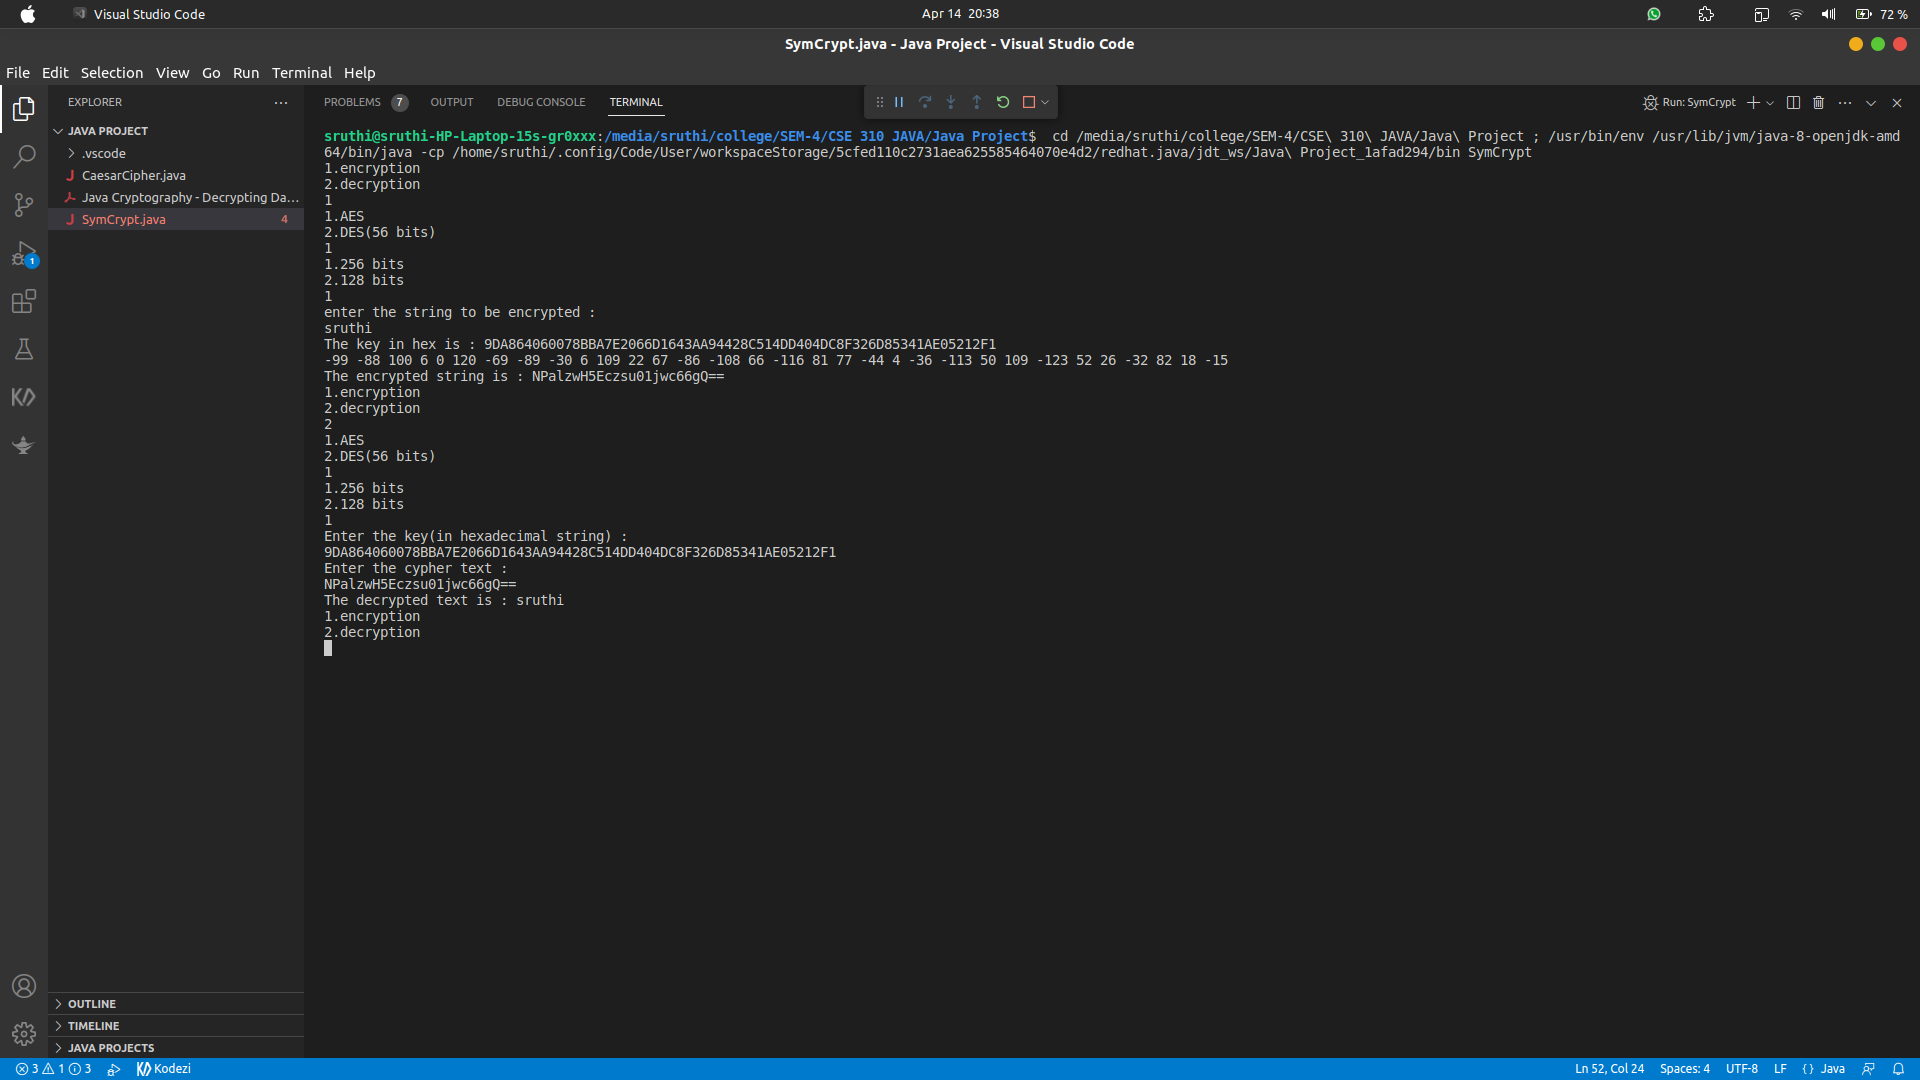 Visual Studio Code
Apr 14 20:38
72 %
SymCrypt.java - Java Project - Visual Studio Code
File Edit Selection View Go Run Terminal Help
EXPLORER
JAVA PROJECT
.vscode
CaesarCipher.java
Java Cryptography - Decrypting Da...
SymCrypt.java 4
OUTLINE
TIMELINE
JAVA PROJECTS
PROBLEMS 7 OUTPUT DEBUG CONSOLE TERMINAL
Run: SymCrypt
sruthi@sruthi-HP-Laptop-15s-gr0xxx:/media/sruthi/college/SEM-4/CSE 310 JAVA/Java Project$ cd /media/sruthi/college/SEM-4/CSE\ 310\ JAVA/Java\ Project ; /usr/bin/env /usr/lib/jvm/java-8-openjdk-amd
64/bin/java -cp /home/sruthi/.config/Code/User/workspaceStorage/5cfed110c2731aea625585464070e4d2/redhat.java/jdt_ws/Java\ Project_1afad294/bin SymCrypt
1.encryption
2.decryption
1
1.AES
2.DES(56 bits)
1
1.256 bits
2.128 bits
1
enter the string to be encrypted :
sruthi
The key in hex is : 9DA864060078BBA7E2066D1643AA94428C514DD404DC8F326D85341AE05212F1
-99 -88 100 6 0 120 -69 -89 -30 6 109 22 67 -86 -108 66 -116 81 77 -44 4 -36 -113 50 109 -123 52 26 -32 82 18 -15
The encrypted string is : NPalzwH5Eczsu01jwc66gQ==
1.encryption
2.decryption
2
1.AES
2.DES(56 bits)
1
1.256 bits
2.128 bits
1
Enter the key(in hexadecimal string) :
9DA864060078BBA7E2066D1643AA94428C514DD404DC8F326D85341AE05212F1
Enter the cypher text :
NPalzwH5Eczsu01jwc66gQ==
The decrypted text is : sruthi
1.encryption
2.decryption
1
3 1 3 Kodezi
Ln 52, Col 24 Spaces: 4 UTF-8 LF {} Java